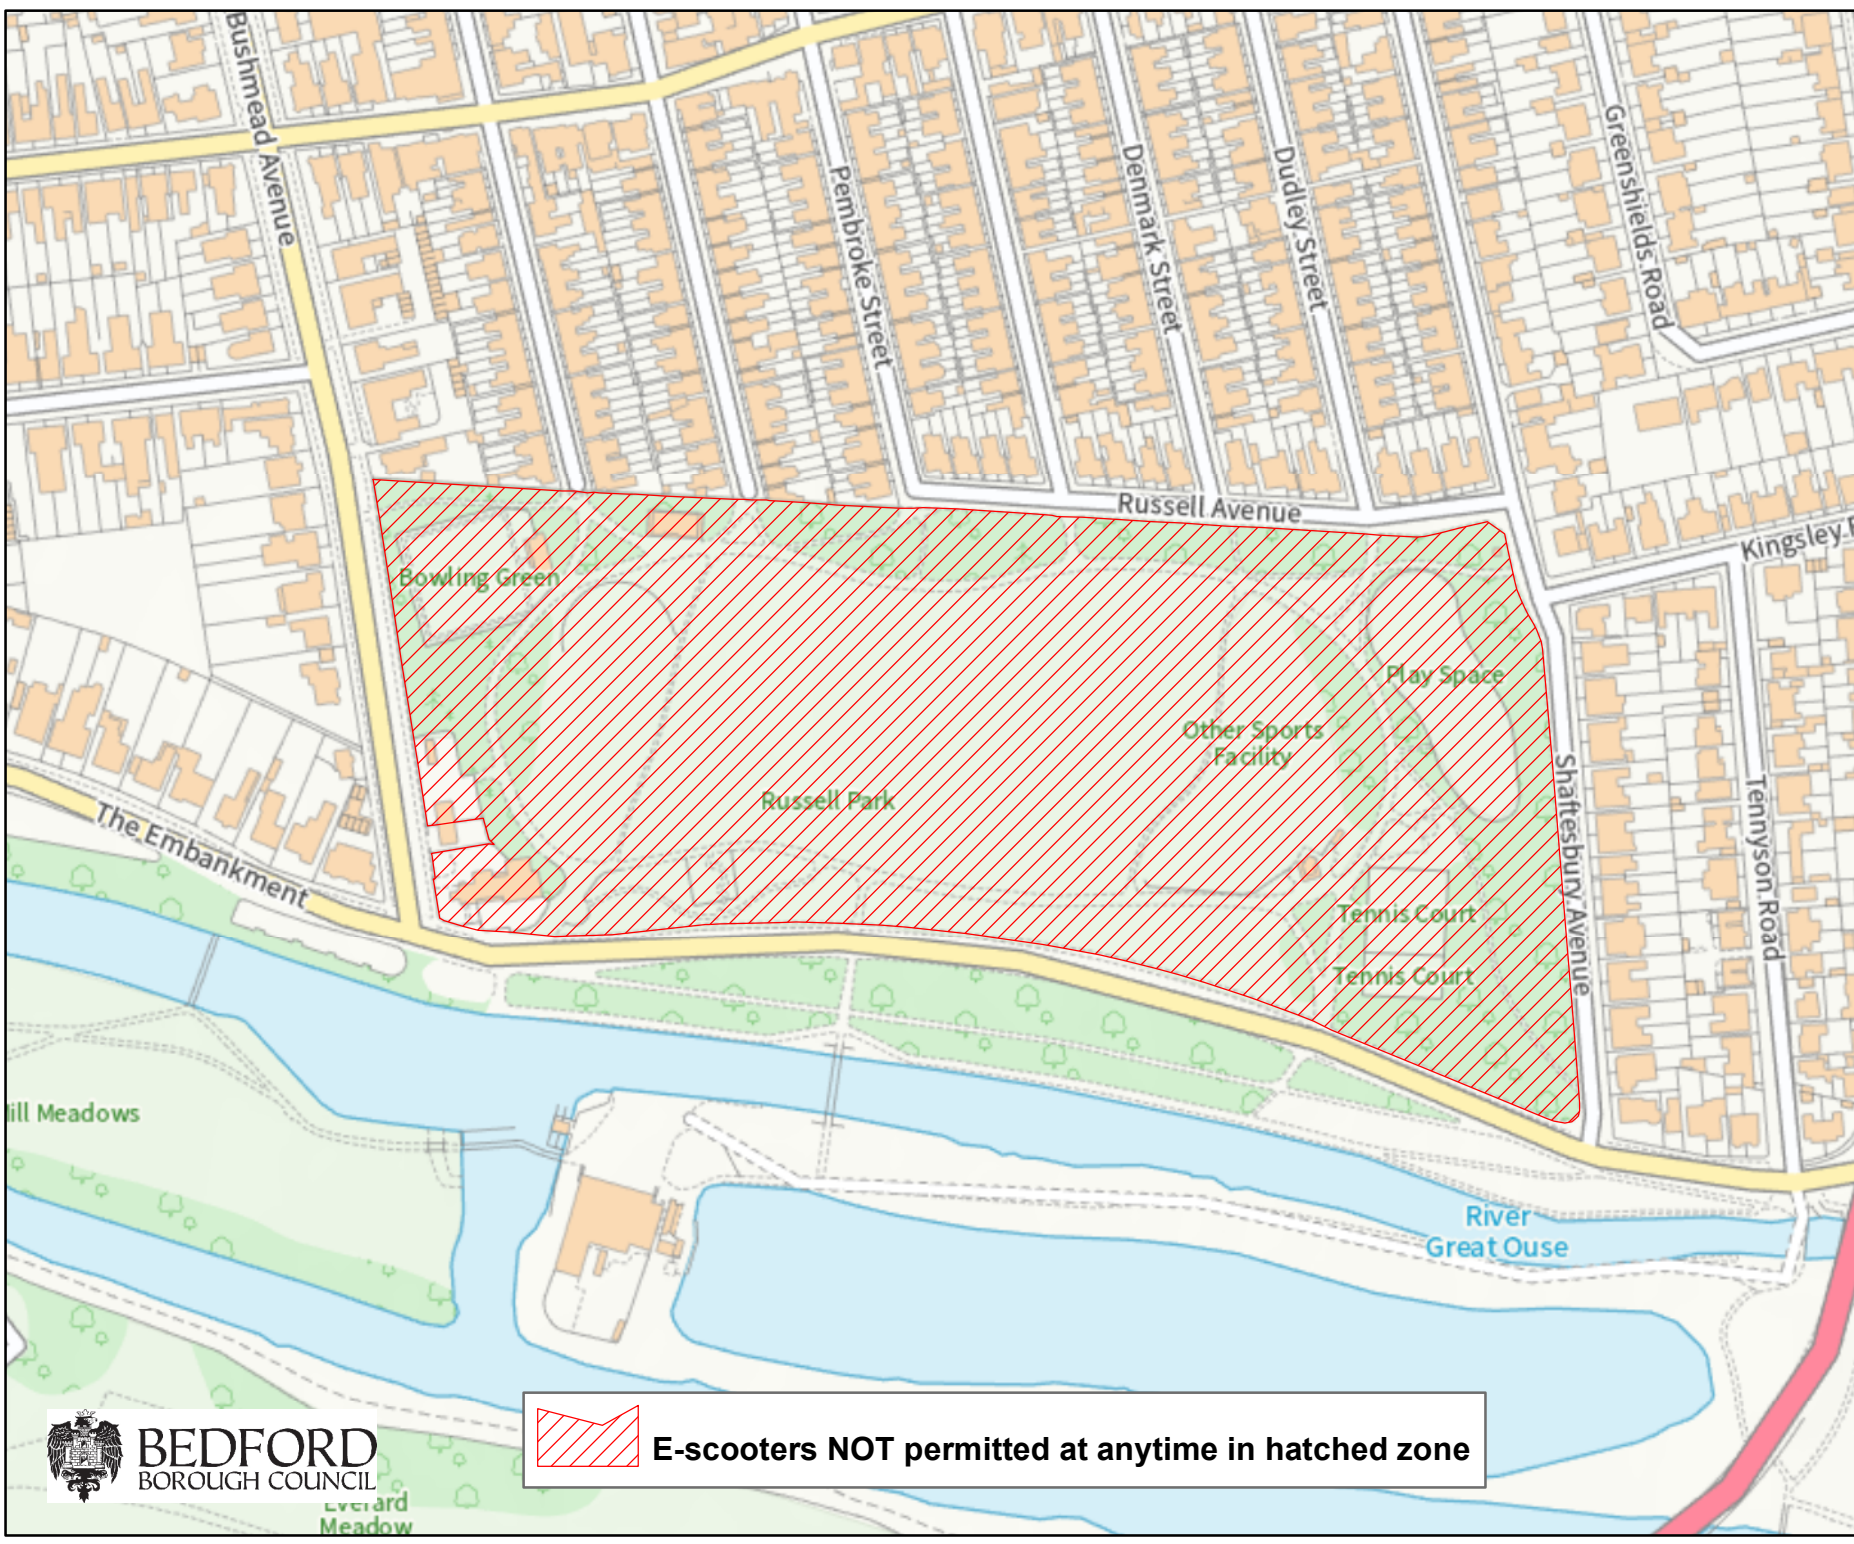 Bushmead Avenue
Pembroke Street
Denmark Street
Dudley Street
Greenshields Road
Russell Avenue
Kingsley
Bowling Green
Play Space
Other Sports
Facility
Russell Park
Shaftesbury Avenue
Tennyson Road
The Embankment
Tennis Court
Tennis Court
ill Meadows
River
Great Ouse
E-scooters NOT permitted at anytime in hatched zone
BEDFORD
BOROUGH COUNCIL
Everard
Meadow